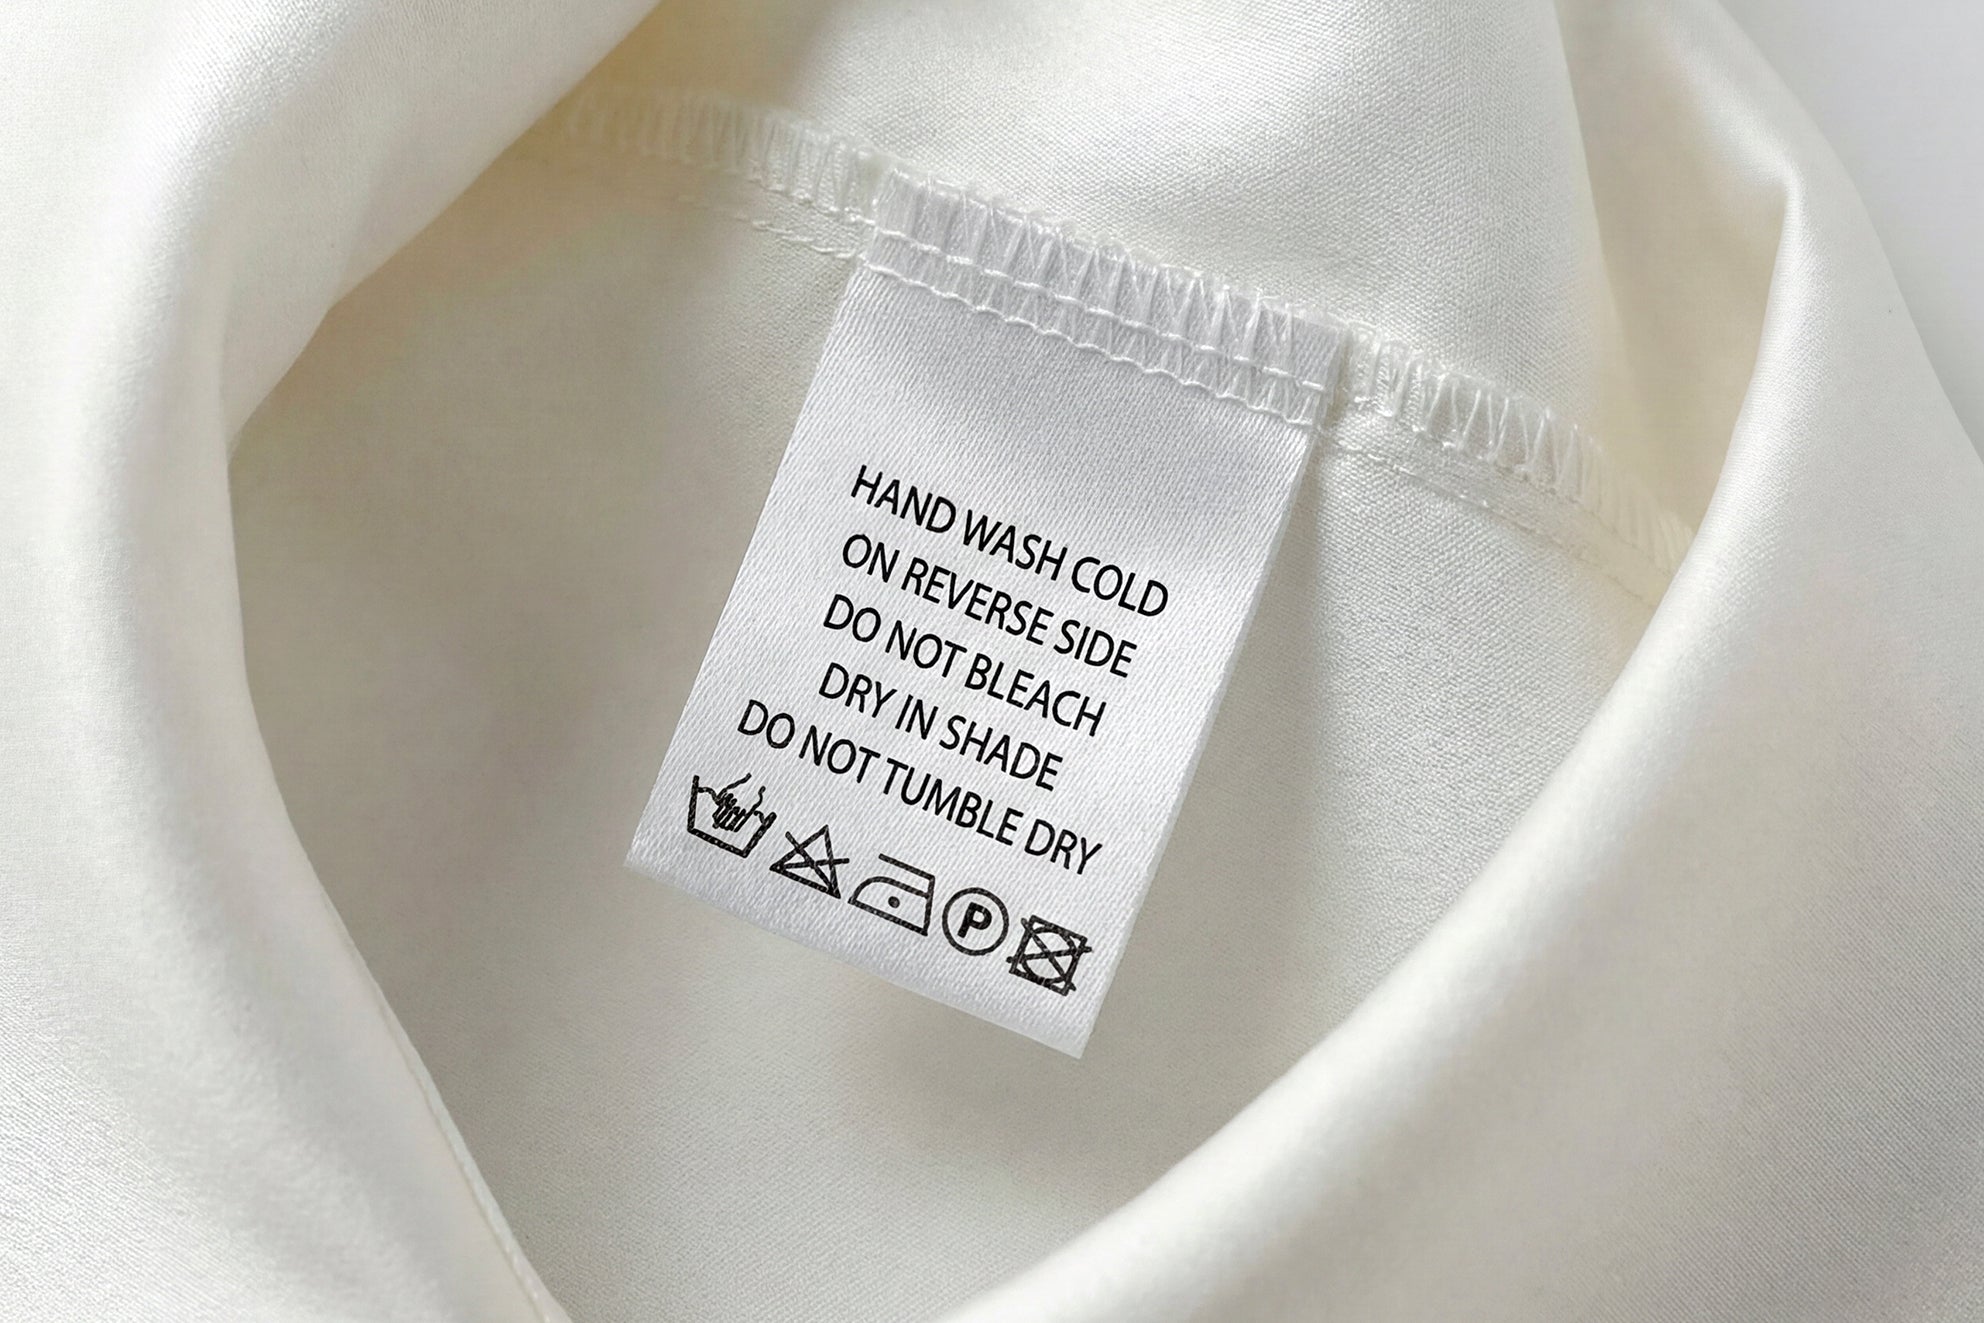 HAND WASH COLD
ON REVERSE SIDE
DO NOT BLEACH
DRY IN SHADE
DO NOT TUMBLE DRY
P